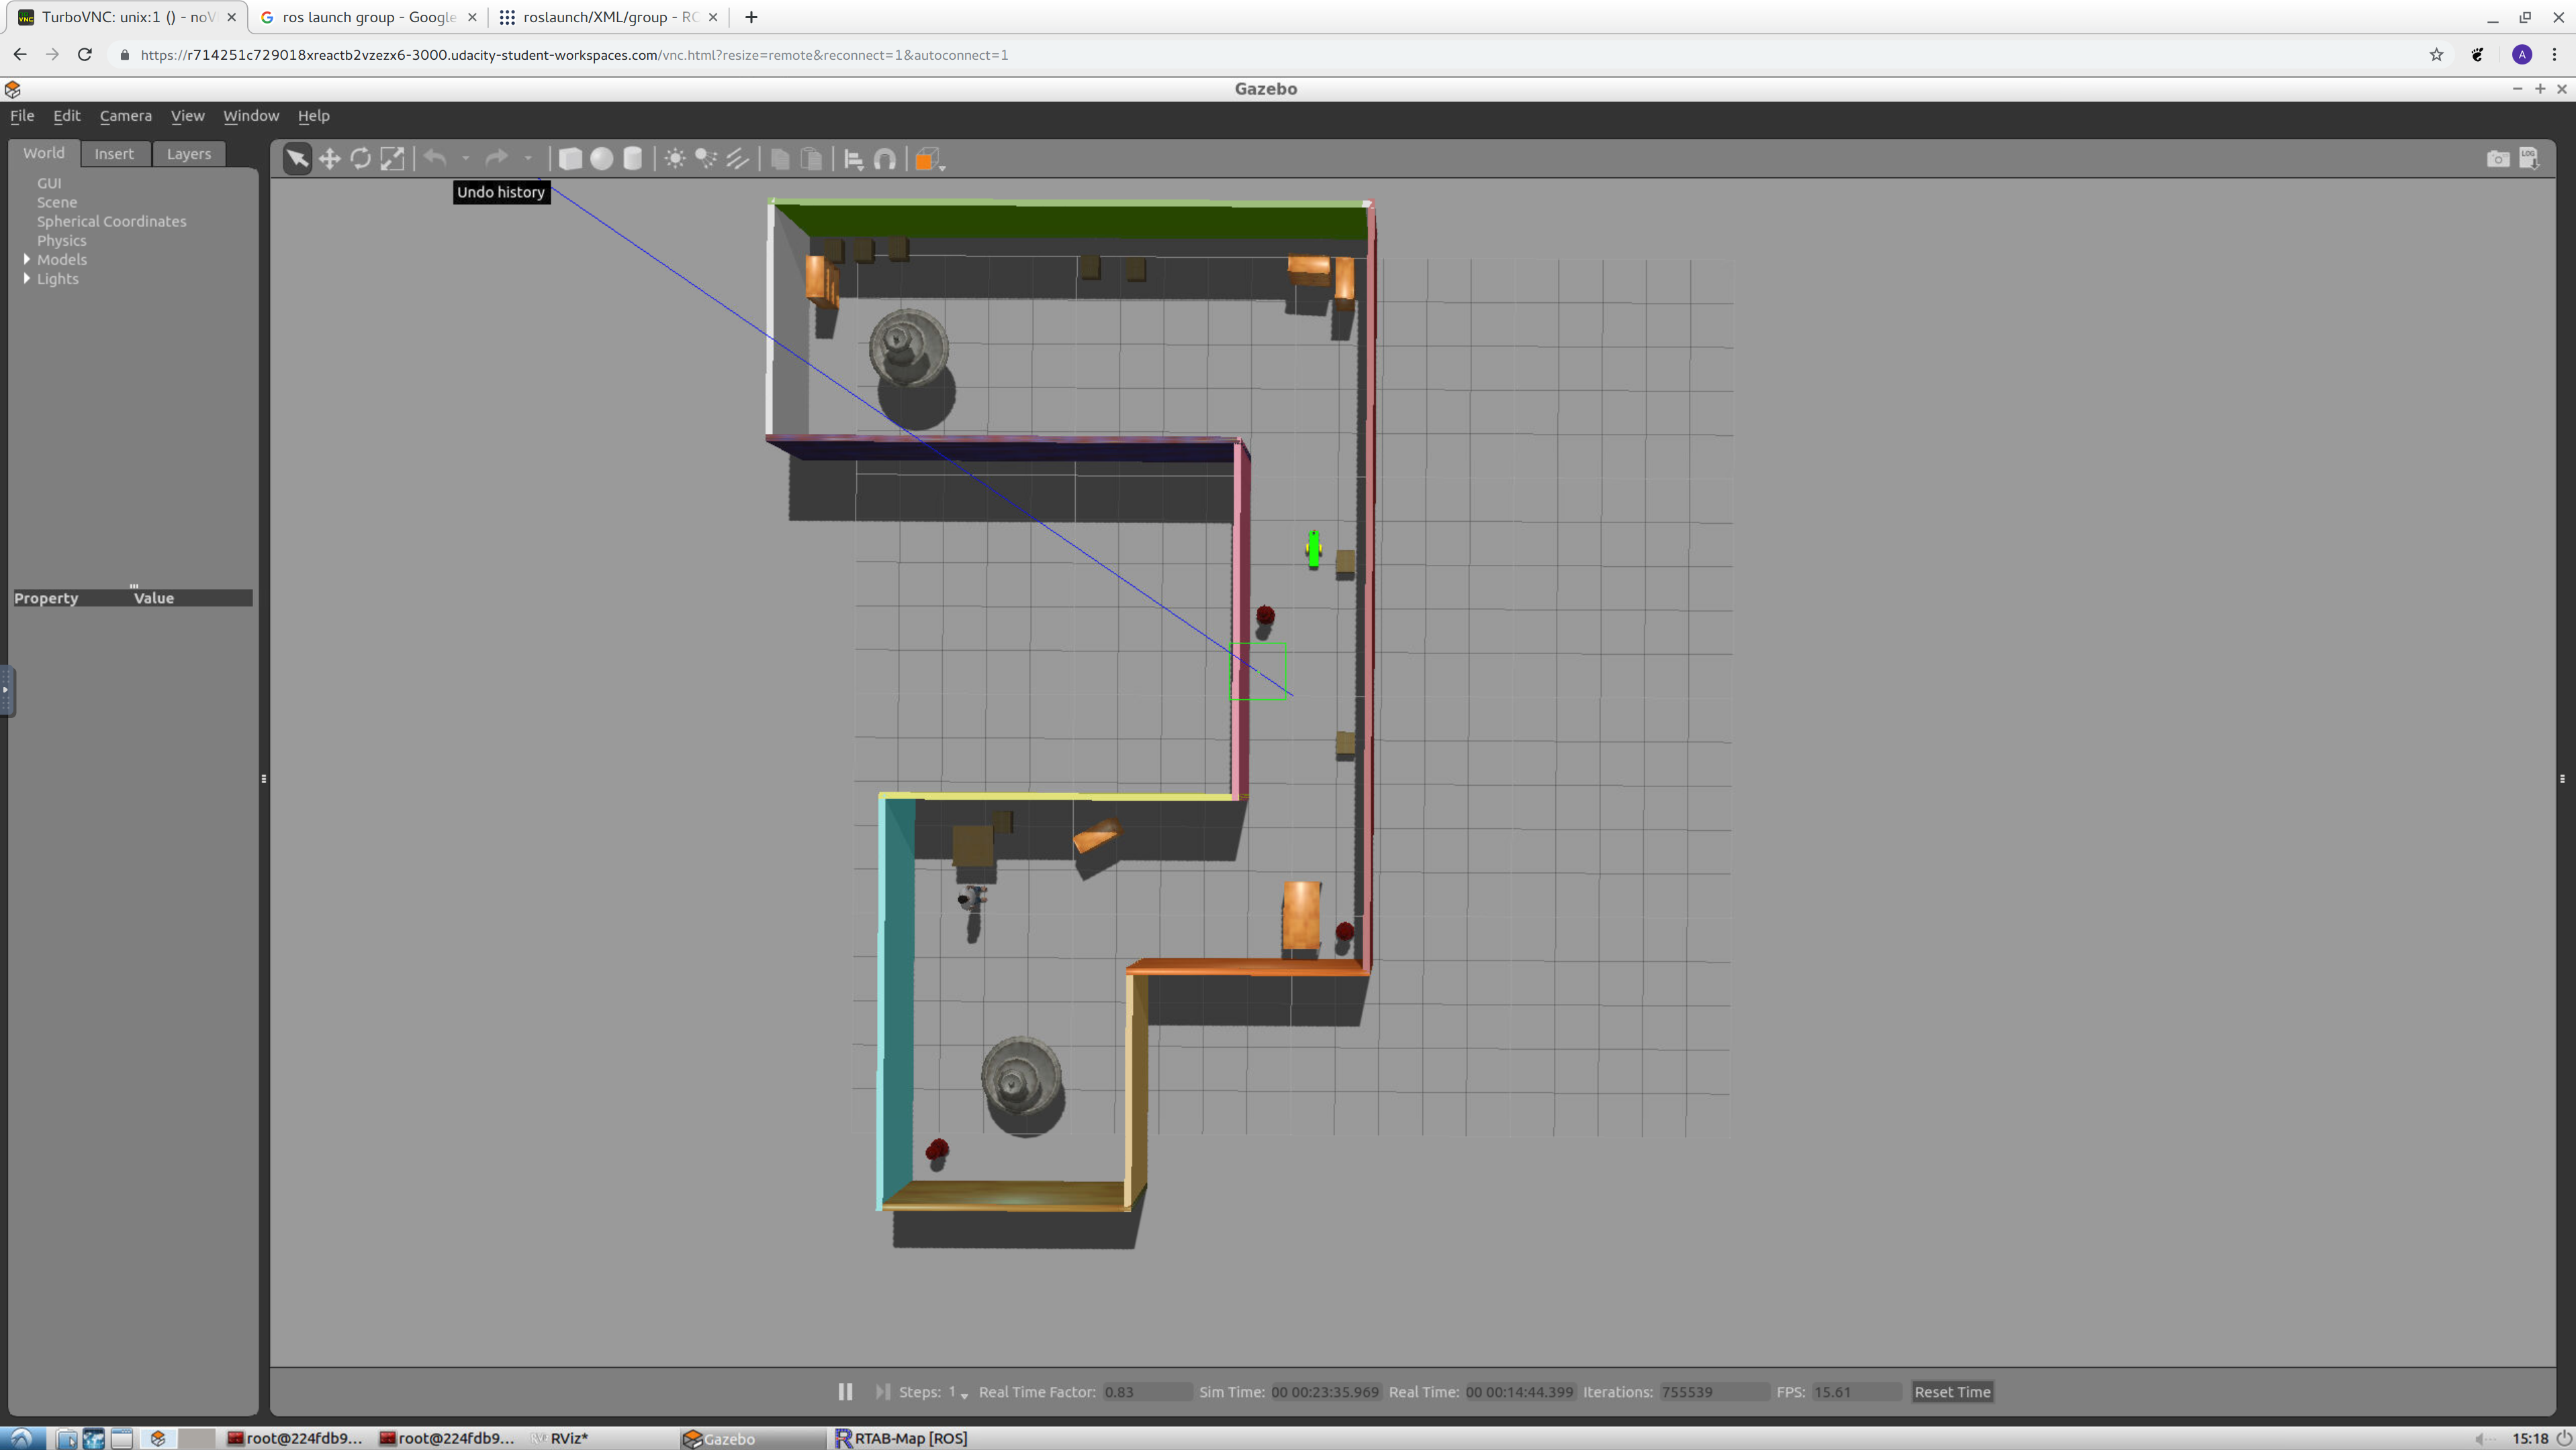 TurboVNC: unix:1 () - noV
ros launch group - Google
roslaunch/XML/group - RO
https://r714251c729018xreactb2vzezx6-3000.udacity-student-workspaces.com/vnc.html?resize=remote&reconnect=1&autoconnect=1
A
Gazebo
File Edit Camera View Window Help
World Insert Layers
LOG
Undo history
GUI
Scene
Spherical Coordinates
Physics
Models
Lights
Property Value
Steps: 1 Real Time Factor: 0.83 Sim Time: 00 00:23:35.969 Real Time: 00 00:14:44.399 Iterations: 755539 FPS: 15.61 Reset Time
root@224fdb9... root@224fdb9... RViz* Gazebo RTAB-Map [ROS] 15:18